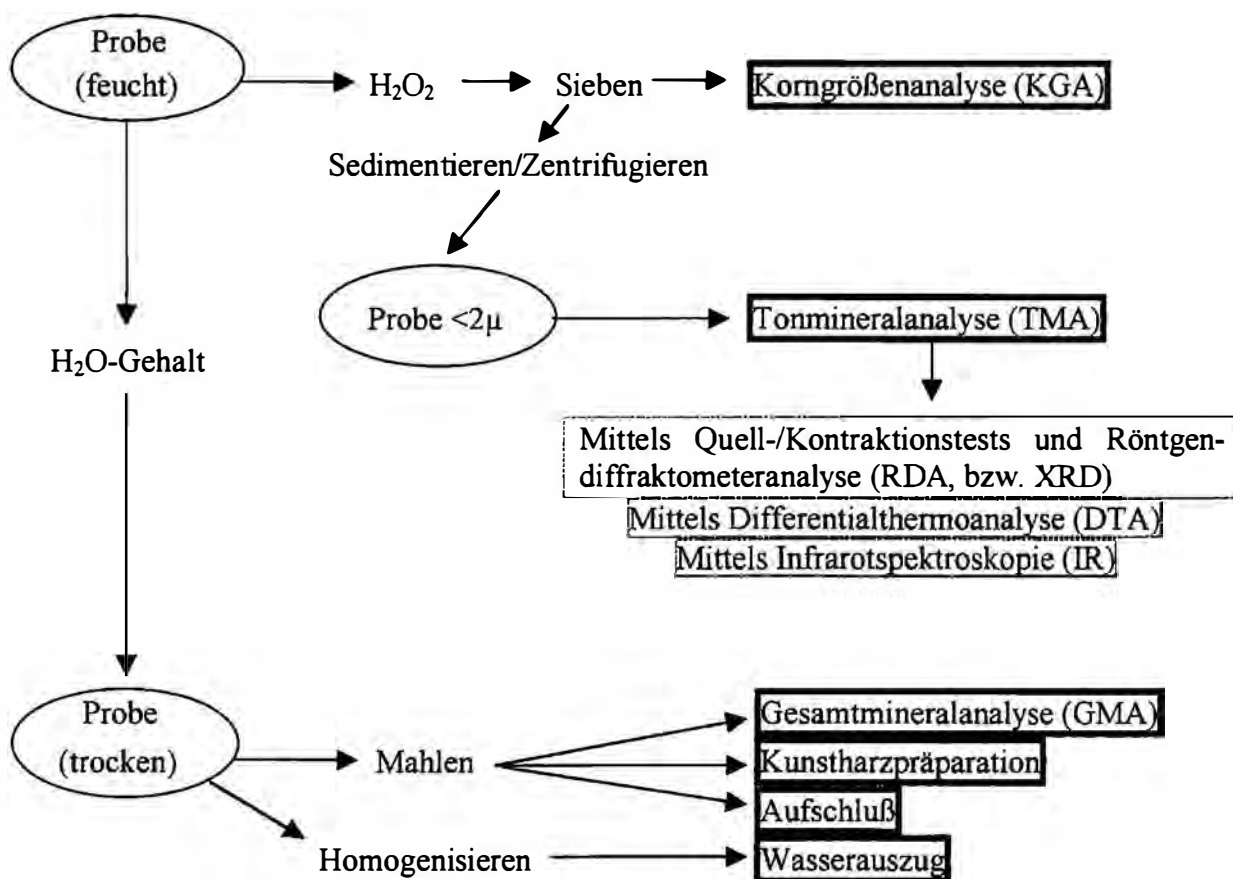 Probe
(feucht)
H₂O₂
Sieben
Korngrößenanalyse (KGA)
Sedimentieren/Zentrifugieren
Probe <2µ
Tonmineralanalyse (TMA)
H₂O-Gehalt
Mittels Quell-/Kontraktionstests und Röntgen-
diffraktometeranalyse (RDA, bzw. XRD)
Mittels Differentialthermoanalyse (DTA)
Mittels Infrarotspektroskopie (IR)
Probe
(trocken)
Mahlen
Gesamtmineralanalyse (GMA)
Kunstharzpräparation
Aufschluß
Homogenisieren
Wasserauszug